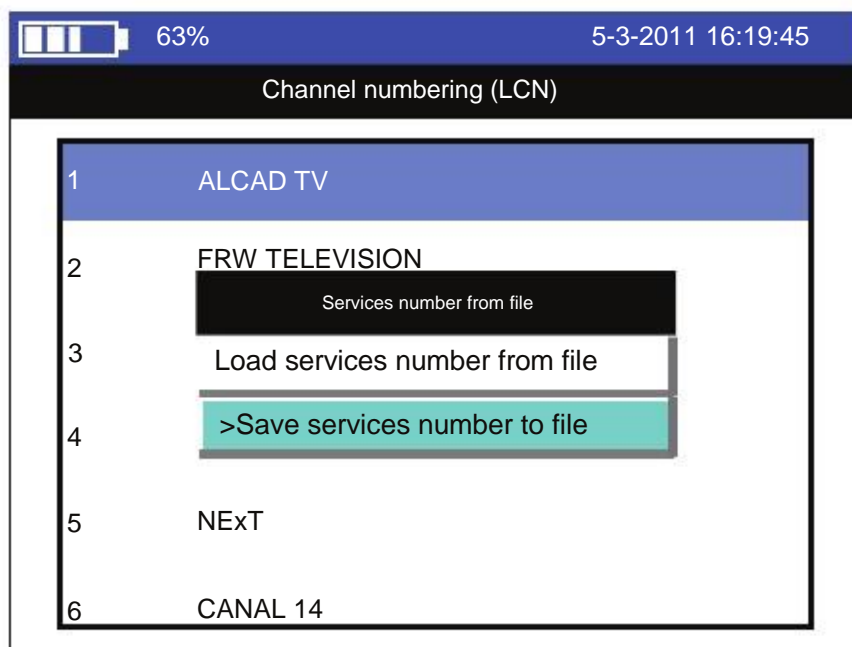 63% 5-3-2011 16:19:45
Channel numbering (LCN)
1 ALCAD TV
2 FRW TELEVISION
Services number from file
3 Load services number from file
4 >Save services number to file
5 NExT
6 CANAL 14